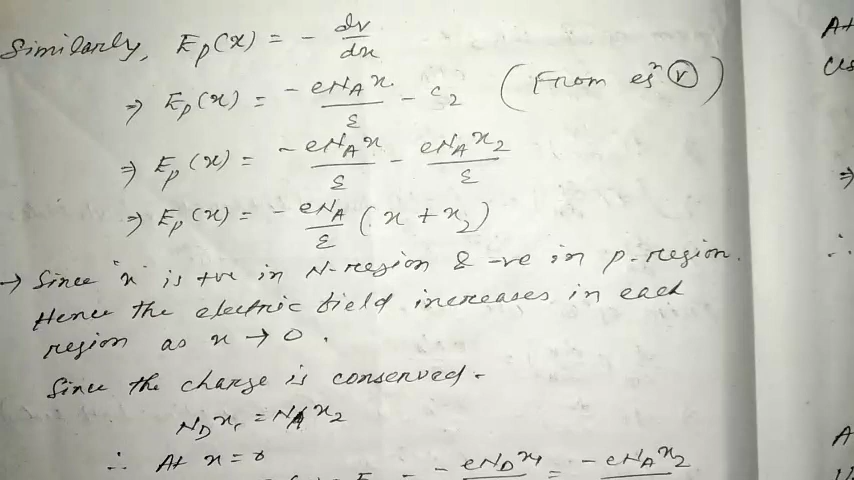 Similarly, Ep(x) = - dv/dx
⇒ Ep(x) = -eNAx/ε - C2 (From eqn (v))
⇒ Ep(x) = -eNAx/ε - eNAx2/ε
⇒ Ep(x) = -eNA/ε (x + x2)
→ Since "x" is +ve in N-region & -ve in p-region.
Hence the electric field increases in each
region as x → 0.
Since the charge is conserved.
NDx1 = NAx2
∴ At x = 0
= -eNDx1 = -eNAx2
At
⇒
∴
A